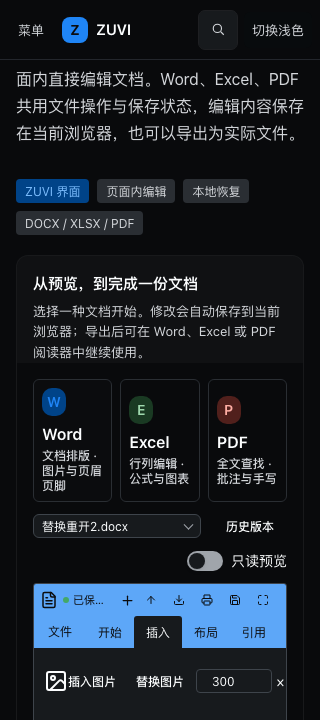 菜单 Z ZUVI 切换浅色
面内直接编辑文档。Word、Excel、PDF
共用文件操作与保存状态，编辑内容保存
在当前浏览器，也可以导出为实际文件。
ZUVI 界面 页面内编辑 本地恢复
DOCX / XLSX / PDF
从预览，到完成一份文档
选择一种文档开始。修改会自动保存到当前
浏览器；导出后可在 Word、Excel 或 PDF
阅读器中继续使用。
W
Word
文档排版 ·
图片与页眉
页脚
E
Excel
行列编辑 ·
公式与图表
P
PDF
全文查找 ·
批注与手写
替换重开2.docx 历史版本
只读预览
已保...
文件 开始 插入 布局 引用
插入图片 替换图片 300 x